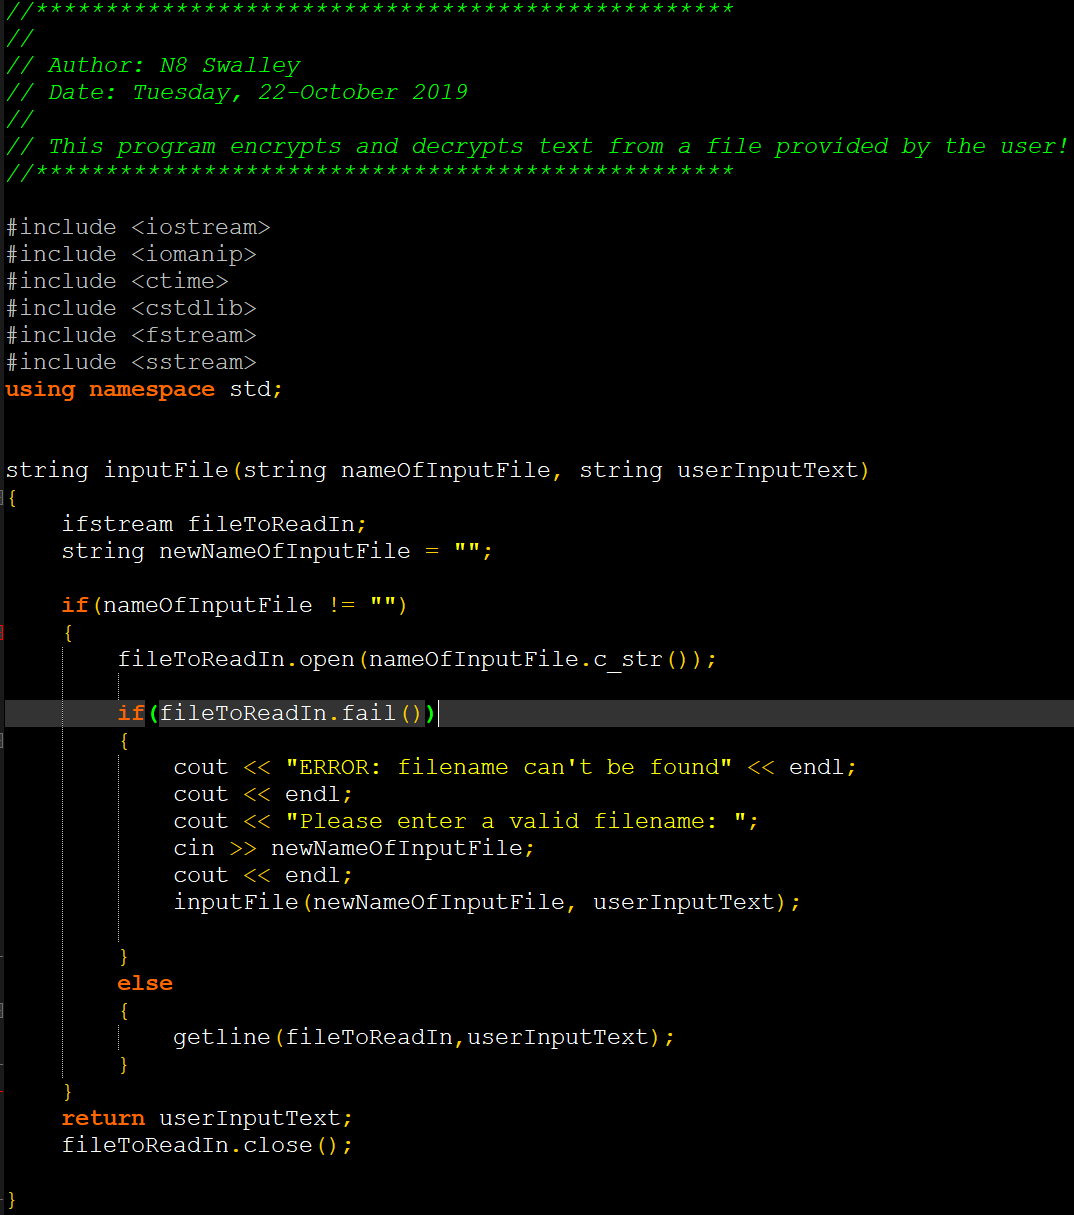 //**************************************************
//
// Author: N8 Swalley
// Date: Tuesday, 22-October 2019
//
// This program encrypts and decrypts text from a file provided by the user!
//**************************************************

#include <iostream>
#include <iomanip>
#include <ctime>
#include <cstdlib>
#include <fstream>
#include <sstream>
using namespace std;


string inputFile(string nameOfInputFile, string userInputText)
{
    ifstream fileToReadIn;
    string newNameOfInputFile = "";

    if(nameOfInputFile != "")
    {
        fileToReadIn.open(nameOfInputFile.c_str());

        if(fileToReadIn.fail())
        {
            cout << "ERROR: filename can't be found" << endl;
            cout << endl;
            cout << "Please enter a valid filename: ";
            cin >> newNameOfInputFile;
            cout << endl;
            inputFile(newNameOfInputFile, userInputText);

        }
        else
        {
            getline(fileToReadIn,userInputText);
        }
    }
    return userInputText;
    fileToReadIn.close();

}